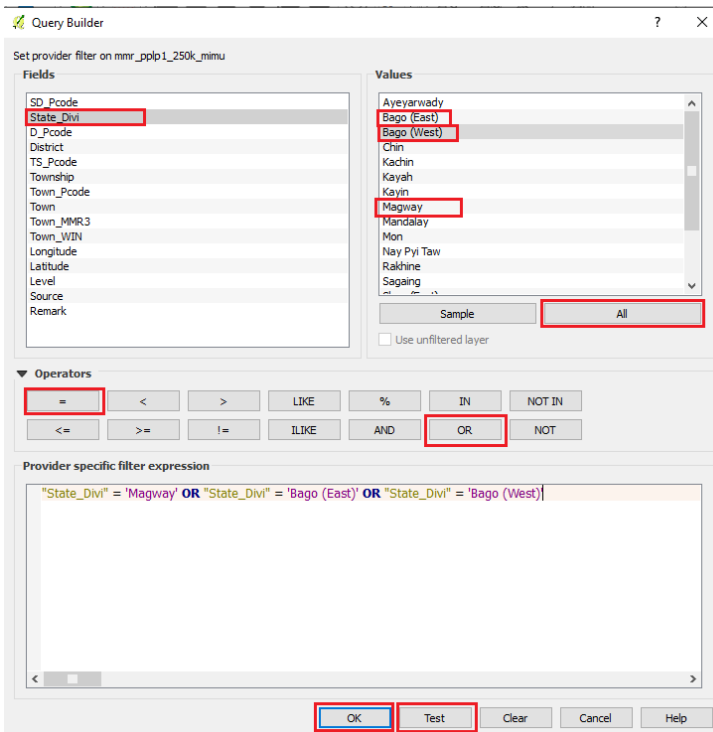 Query Builder
? ×
Set provider filter on mmr_pplp1_250k_mimu
Fields
SD_Pcode
State_Divi
D_Pcode
District
TS_Pcode
Township
Town_Pcode
Town
Town_MMR3
Town_WIN
Longitude
Latitude
Level
Source
Remark
Values
Ayeyarwady
Bago (East)
Bago (West)
Chin
Kachin
Kayah
Kayin
Magway
Mandalay
Mon
Nay Pyi Taw
Rakhine
Sagaing
Sample All
Use unfiltered layer
Operators
= < > LIKE % IN NOT IN
<= >= != ILIKE AND OR NOT
Provider specific filter expression
"State_Divi" = 'Magway' OR "State_Divi" = 'Bago (East)' OR "State_Divi" = 'Bago (West)'
OK Test Clear Cancel Help